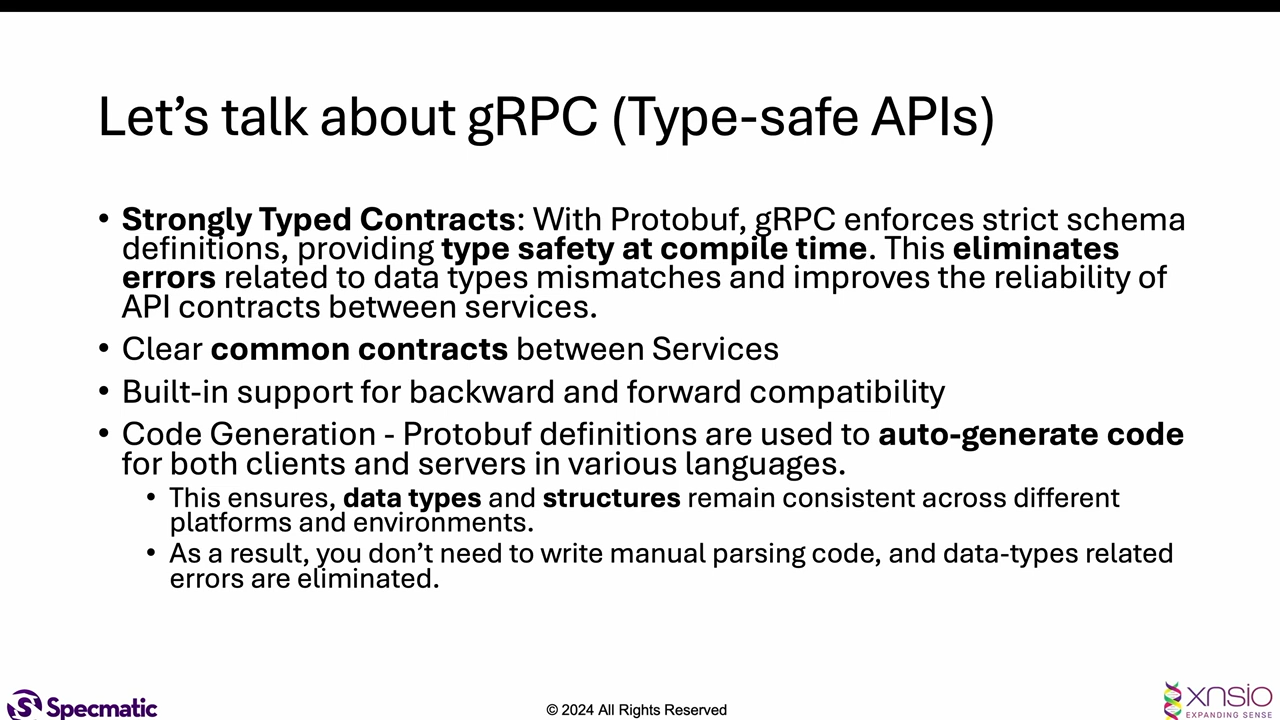 Let’s talk about gRPC (Type-safe APIs)
• Strongly Typed Contracts: With Protobuf, gRPC enforces strict schema
definitions, providing type safety at compile time. This eliminates
errors related to data types mismatches and improves the reliability of
API contracts between services.
• Clear common contracts between Services
• Built-in support for backward and forward compatibility
• Code Generation - Protobuf definitions are used to auto-generate code
for both clients and servers in various languages.
• This ensures, data types and structures remain consistent across different
platforms and environments.
• As a result, you don’t need to write manual parsing code, and data-types related
errors are eliminated.
Specmatic
© 2024 All Rights Reserved
xnsio
EXPANDING SENSE